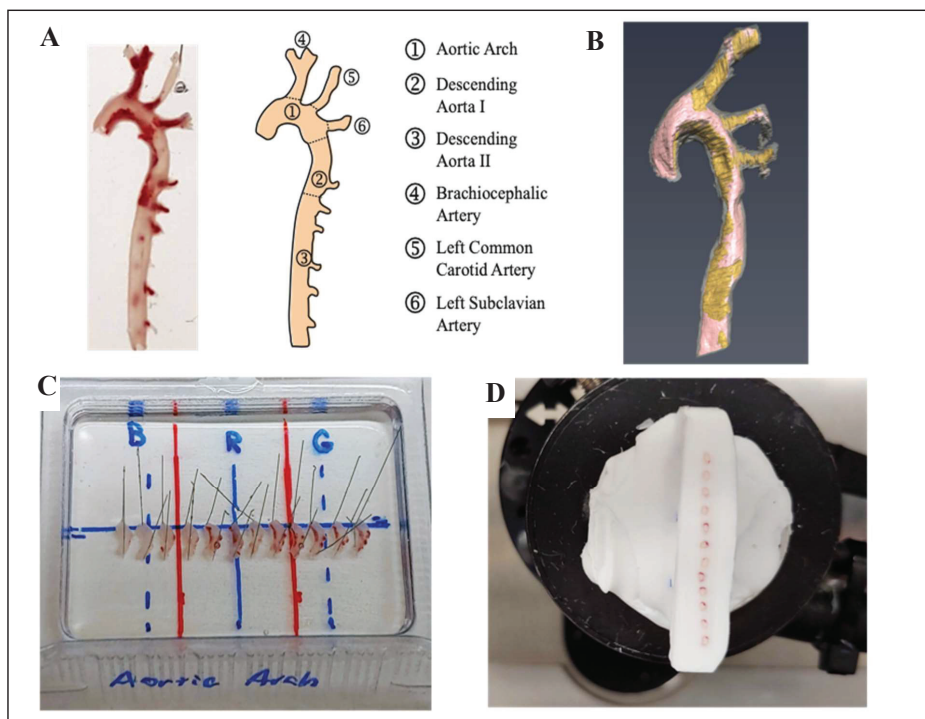 A
④
⑤
①
⑥
②
③
① Aortic Arch
② Descending
Aorta I
③ Descending
Aorta II
④ Brachiocephalic
Artery
⑤ Left Common
Carotid Artery
⑥ Left Subclavian
Artery
B
C
B R G
Aortic Arch
D